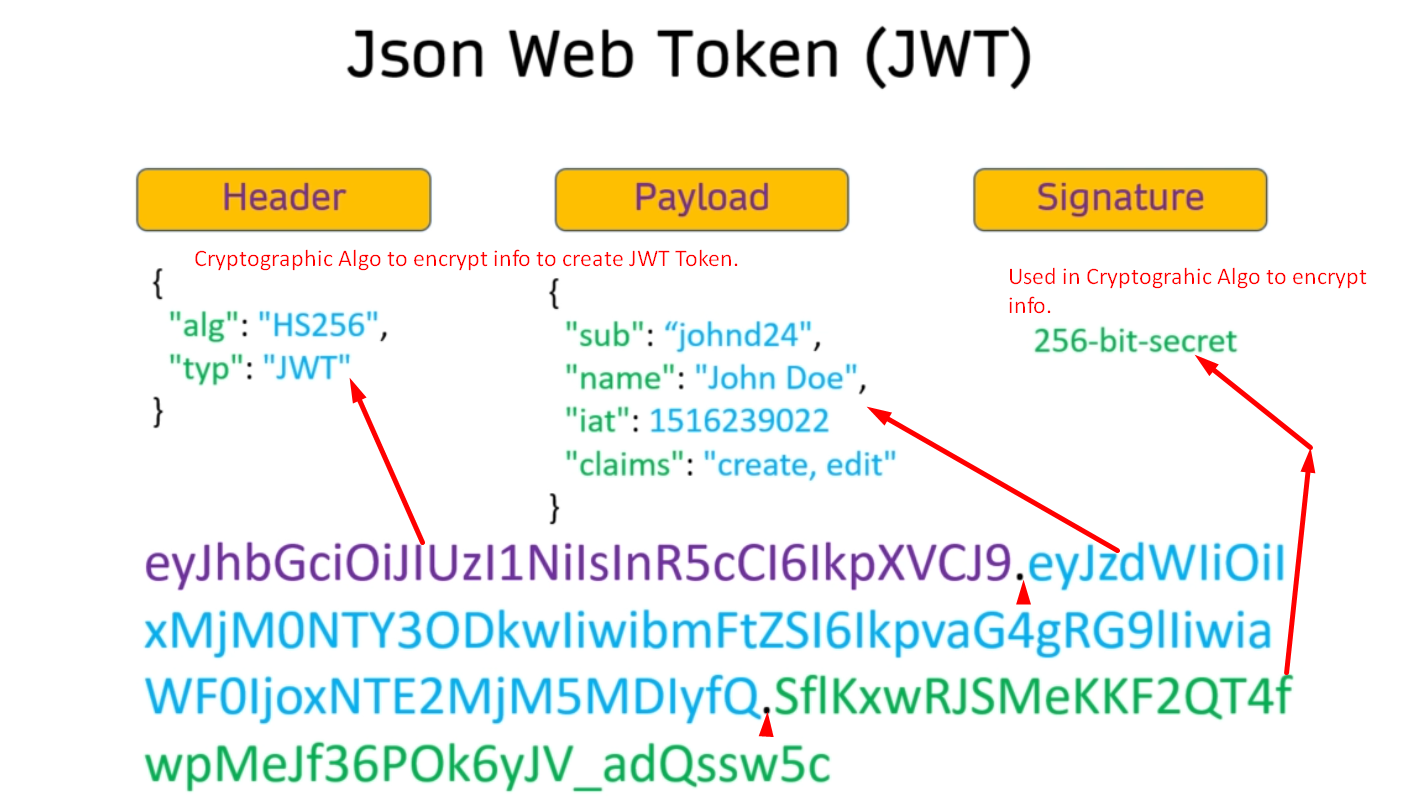 Json Web Token (JWT)
Header
Payload
Signature
Cryptographic Algo to encrypt info to create JWT Token.
{
"alg": "HS256",
"typ": "JWT"
}
{
"sub": “johnd24",
"name": "John Doe",
"iat": 1516239022
"claims": "create, edit"
}
Used in Cryptograhic Algo to encrypt
info.
256-bit-secret
eyJhbGciOiJIUzI1NiIsInR5cCI6IkpXVCJ9.eyJzdWIiOiI
xMjM0NTY3ODkwIiwibmFtZSI6IkpvaG4gRG9lIiwia
WF0IjoxNTE2MjM5MDIyfQ.SflKxwRJSMeKKF2QT4f
wpMeJf36POk6yJV_adQssw5c